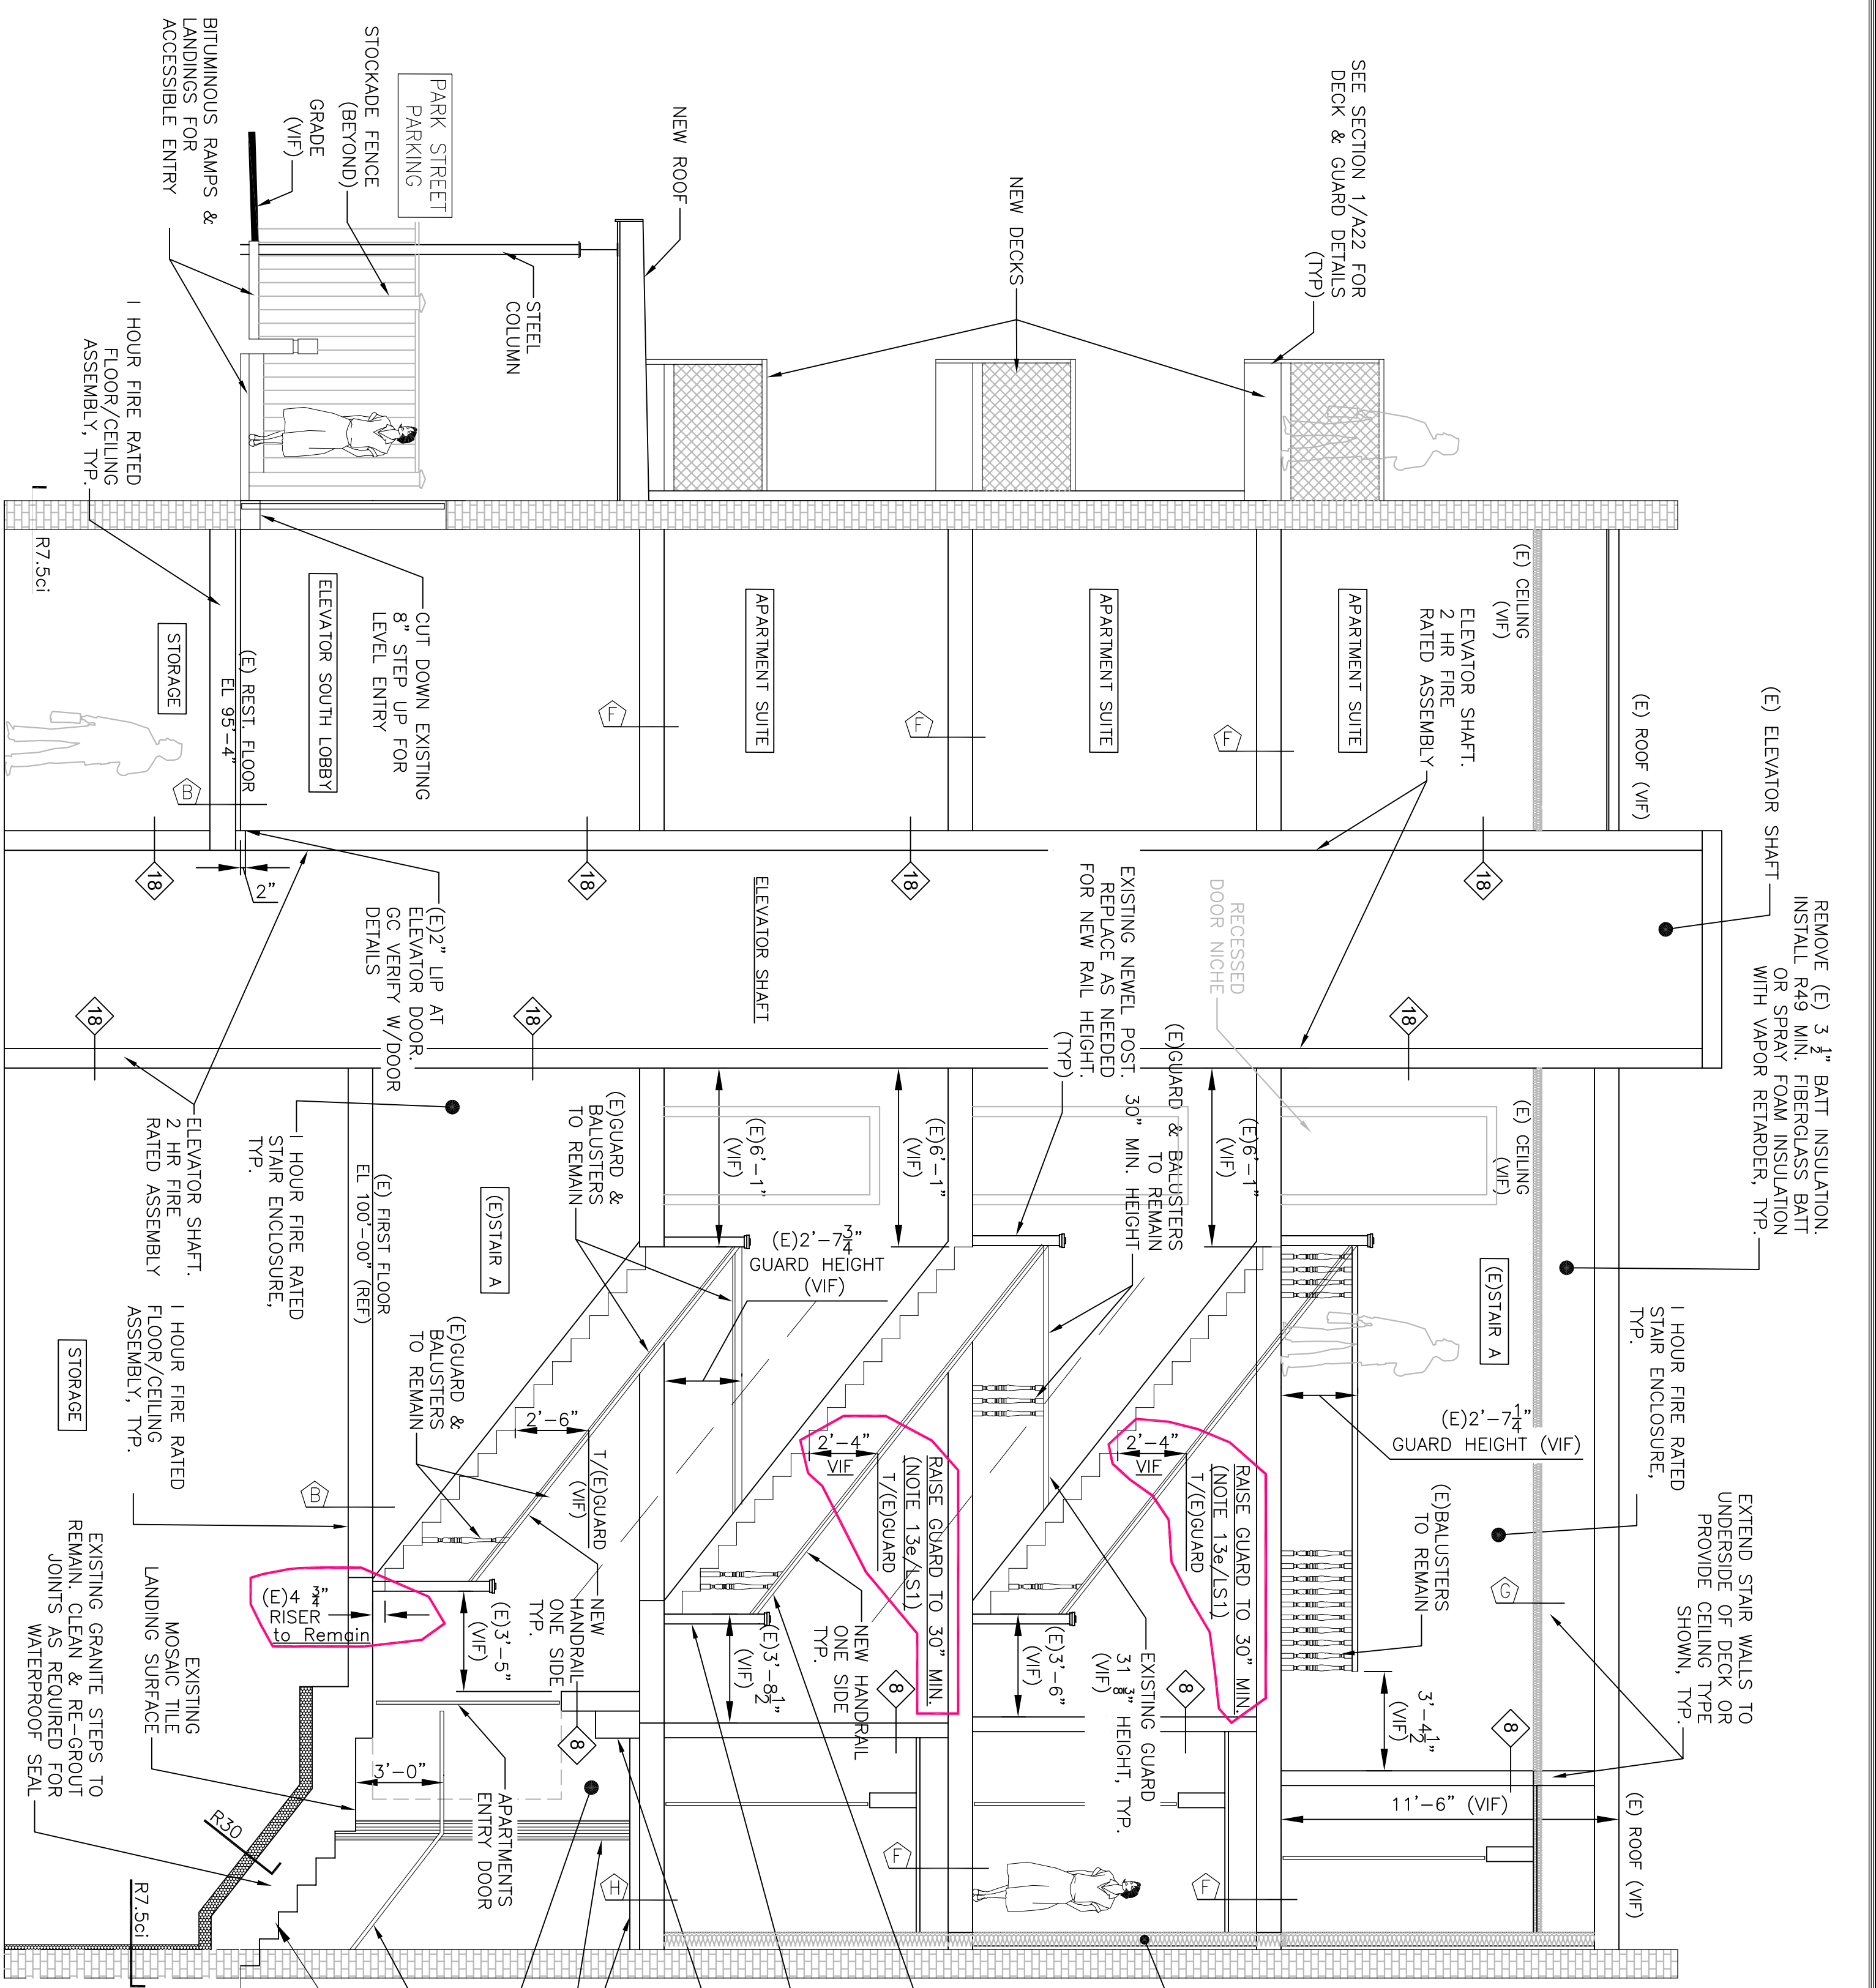 REMOVE (E) 3 1/2" BATT INSULATION.
INSTALL R49 MIN. FIBERGLASS BATT
OR SPRAY FOAM INSULATION
WITH VAPOR RETARDER, TYP.
(E) ELEVATOR SHAFT
EXTEND STAIR WALLS TO
UNDERSIDE OF DECK OR
PROVIDE CEILING TYPE
SHOWN, TYP.
1 HOUR FIRE RATED
STAIR ENCLOSURE,
TYP.
(E) ROOF (VIF)
(E) ROOF (VIF)
SEE SECTION 1/A22 FOR
DECK & GUARD DETAILS
(TYP)
(E) CEILING
(VIF)
(E) CEILING
(VIF)
ELEVATOR SHAFT.
2 HR FIRE
RATED ASSEMBLY
APARTMENT SUITE
18
18
(E)STAIR A
(E)2'-7 1/4"
GUARD HEIGHT (VIF)
(E)BALUSTERS
TO REMAIN
G
8
3'-4 1/2"
(VIF)
11'-6" (VIF)
RECESSED
DOOR NICHE
(E)6'-1"
(VIF)
F
RAISE GUARD TO 30" MIN.
(NOTE 13e/LS1)
T/(E)GUARD
2'-4"
VIF
8
F
NEW DECKS
APARTMENT SUITE
(E)GUARD & BALUSTERS
TO REMAIN
30" MIN. HEIGHT
EXISTING NEWEL POST.
REPLACE AS NEEDED
FOR NEW RAIL HEIGHT.
(TYP)
EXISTING GUARD
31 3/8" HEIGHT, TYP.
(VIF)
(E)3'-6"
(VIF)
18
F
(E)6'-1"
(VIF)
RAISE GUARD TO 30" MIN.
(NOTE 13e/LS1)
T/(E)GUARD
2'-4"
VIF
8
F
NEW ROOF
APARTMENT SUITE
ELEVATOR SHAFT
(E)6'-1"
(VIF)
(E)2'-7 3/4"
GUARD HEIGHT
(VIF)
NEW HANDRAIL
ONE SIDE
TYP.
(E)3'-8 1/2"
(VIF)
F
18
18
(E)GUARD &
BALUSTERS
TO REMAIN
H
STEEL
COLUMN
PARK STREET
PARKING
STOCKADE FENCE
(BEYOND)
GRADE
(VIF)
BITUMINOUS RAMPS &
LANDINGS FOR
ACCESSIBLE ENTRY
CUT DOWN EXISTING
8" STEP UP FOR
LEVEL ENTRY
ELEVATOR SOUTH LOBBY
(E)2" LIP AT
ELEVATOR DOOR.
GC VERIFY W/DOOR
DETAILS
(E)STAIR A
2'-6"
T/(E)GUARD
(VIF)
NEW
HANDRAIL
ONE SIDE
TYP.
8
(E)GUARD &
BALUSTERS
TO REMAIN
(E)3'-5"
(VIF)
3'-0"
APARTMENTS
ENTRY DOOR
1 HOUR FIRE RATED
STAIR ENCLOSURE,
TYP.
(E) FIRST FLOOR
EL 100'-00" (REF)
(E)4 3/4"
RISER
to Remain
B
(E) REST. FLOOR
EL 95'-4"
2"
1 HOUR FIRE RATED
FLOOR/CEILING
ASSEMBLY, TYP.
STORAGE
B
18
18
ELEVATOR SHAFT.
2 HR FIRE
RATED ASSEMBLY
1 HOUR FIRE RATED
FLOOR/CEILING
ASSEMBLY, TYP.
EXISTING
MOSAIC TILE
LANDING SURFACE
EXISTING GRANITE STEPS TO
REMAIN. CLEAN & RE-GROUT
JOINTS AS REQUIRED FOR
WATERPROOF SEAL
STORAGE
R30
R7.5ci
R7.5ci